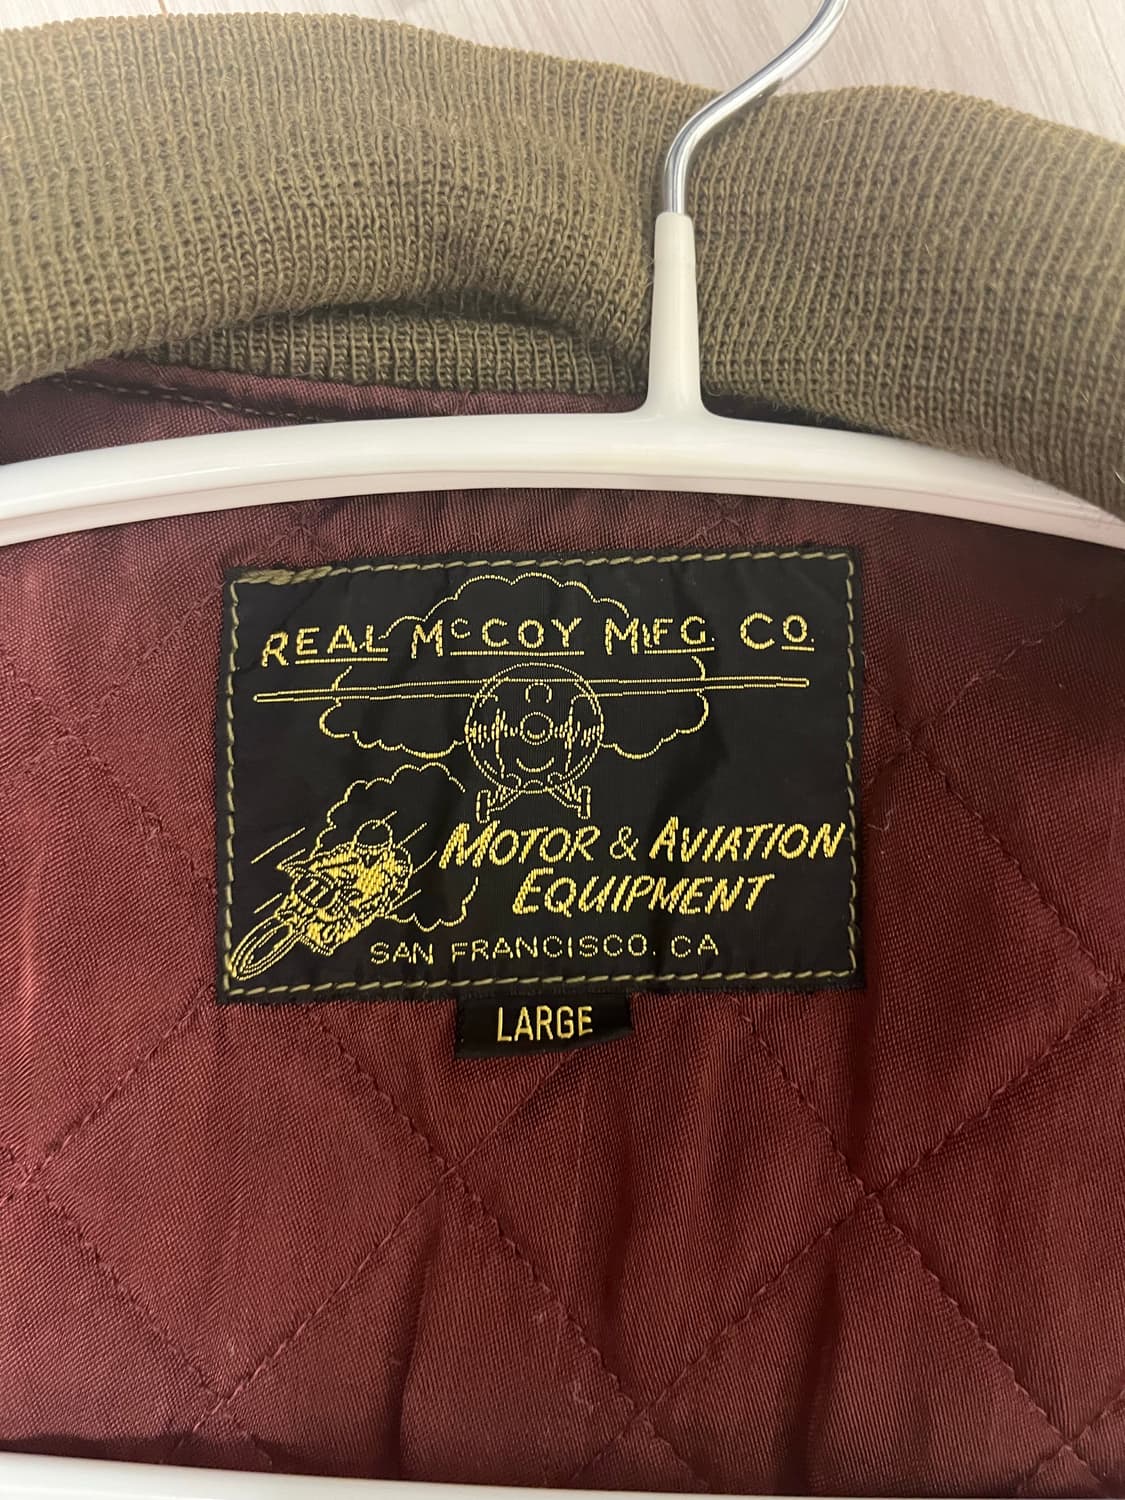 REAL McCOY MFG. CO.
MOTOR & AVIATION
EQUIPMENT
SAN FRANCISCO, CA
LARGE